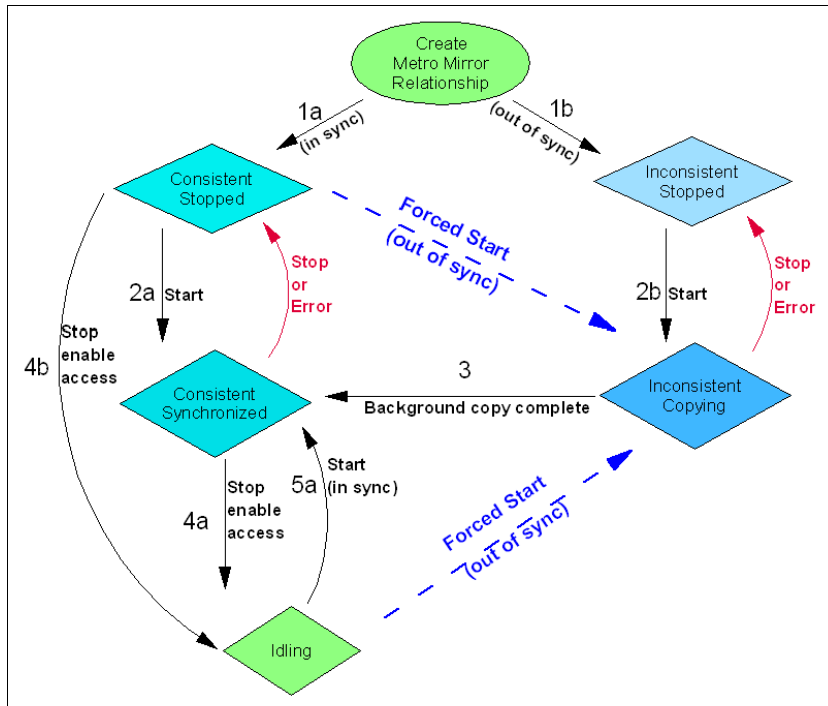 Create
Metro Mirror
Relationship
1a
(in sync)
1b
(out of sync)
Consistent
Stopped
Inconsistent
Stopped
Forced Start
(out of sync)
2a
Start
Stop
or
Error
2b
Start
Stop
or
Error
4b
Stop
enable
access
Consistent
Synchronized
3
Background copy complete
Inconsistent
Copying
4a
Stop
enable
access
5a
Start
(in sync)
Forced Start
(out of sync)
Idling